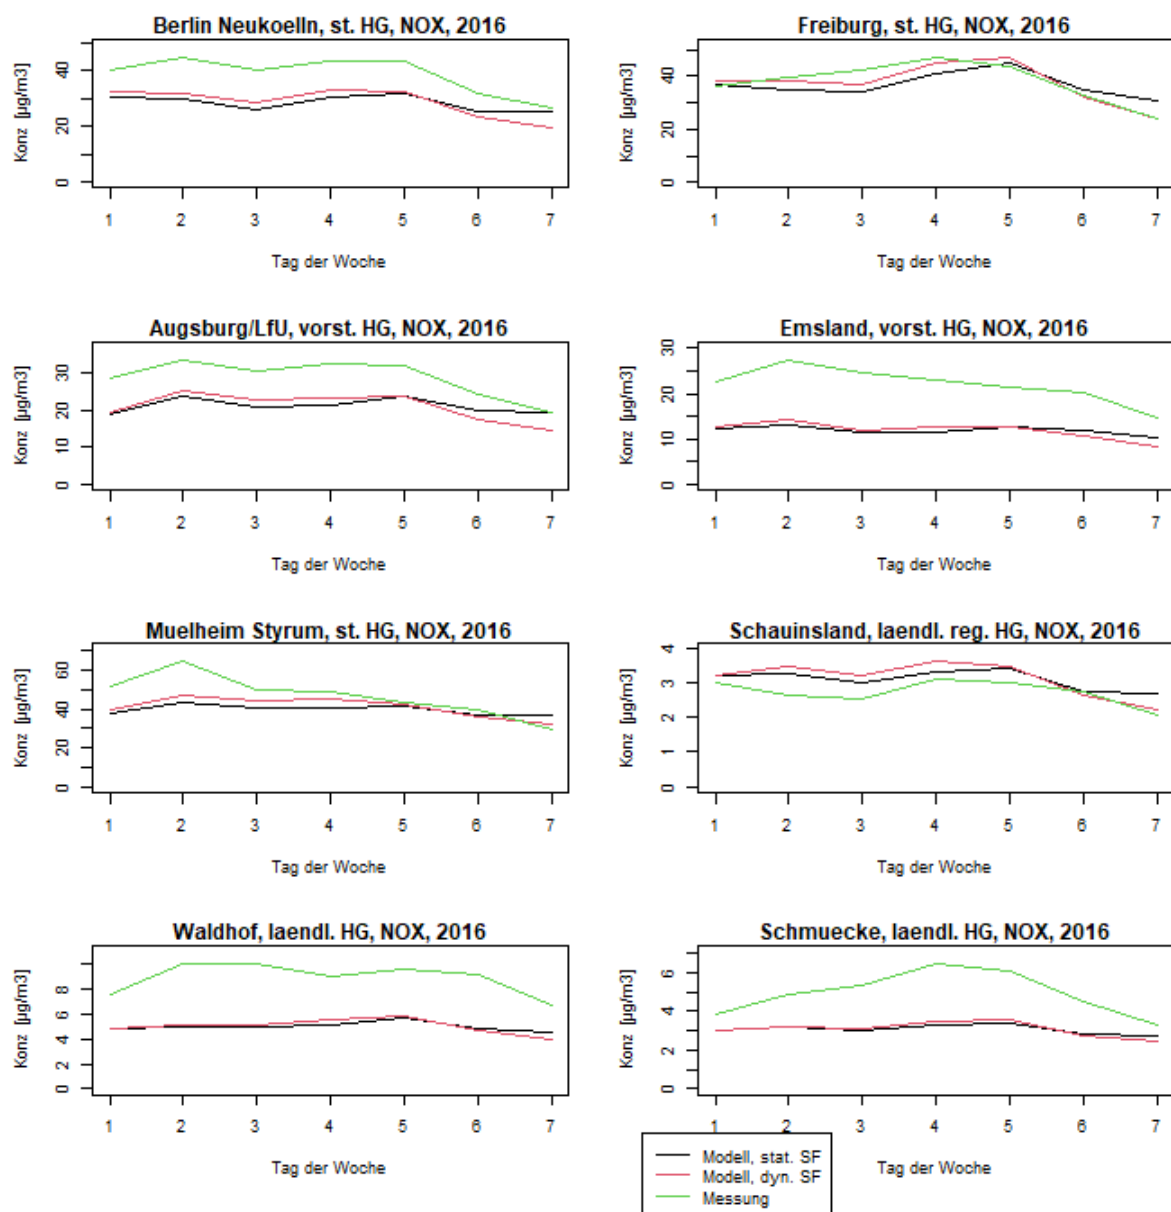 Berlin Neukoelln, st. HG, NOX, 2016
Konz [µg/m3]
0 20 40
1 2 3 4 5 6 7
Tag der Woche
Freiburg, st. HG, NOX, 2016
Konz [µg/m3]
0 20 40
1 2 3 4 5 6 7
Tag der Woche
Augsburg/LfU, vorst. HG, NOX, 2016
Konz [µg/m3]
0 10 20 30
1 2 3 4 5 6 7
Tag der Woche
Emsland, vorst. HG, NOX, 2016
Konz [µg/m3]
0 10 20 30
1 2 3 4 5 6 7
Tag der Woche
Muelheim Styrum, st. HG, NOX, 2016
Konz [µg/m3]
0 20 40 60
1 2 3 4 5 6 7
Tag der Woche
Schauinsland, laendl. reg. HG, NOX, 2016
Konz [µg/m3]
0 1 2 3 4
1 2 3 4 5 6 7
Tag der Woche
Waldhof, laendl. HG, NOX, 2016
Konz [µg/m3]
0 2 4 6 8
1 2 3 4 5 6 7
Tag der Woche
Schmuecke, laendl. HG, NOX, 2016
Konz [µg/m3]
0 2 4 6
1 2 3 4 5 6 7
Tag der Woche
Modell, stat. SF
Modell, dyn. SF
Messung